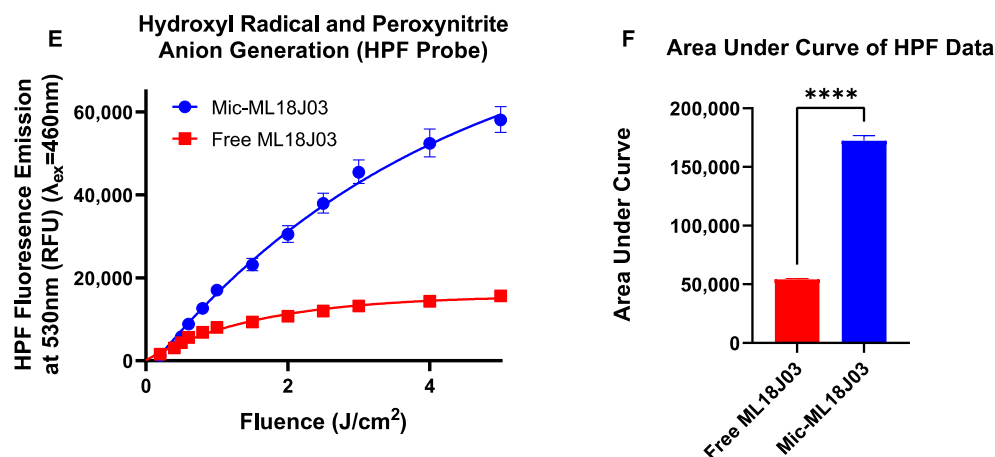 E
Hydroxyl Radical and Peroxynitrite
Anion Generation (HPF Probe)
HPF Fluoresence Emission
at 530nm (RFU) (λex=460nm)
60,000
40,000
20,000
0
Mic-ML18J03
Free ML18J03
0 2 4
Fluence (J/cm²)
F
Area Under Curve of HPF Data
****
Area Under Curve
200,000
150,000
100,000
50,000
0
Free ML18J03
Mic-ML18J03